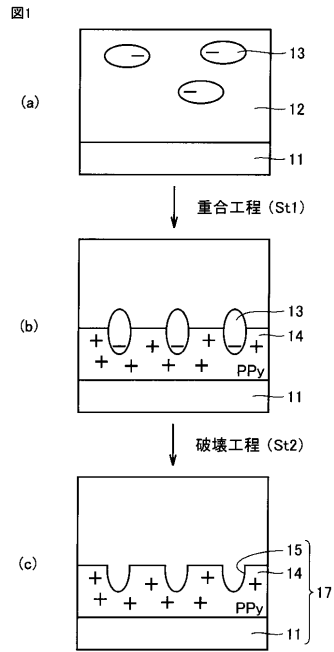 図1
(a)
− − 13
−
12
11
重合工程（St1）
(b)
13
+ + + + 14
− − −
+ + + +
PPy
11
破壊工程（St2）
(c)
15
+ + + + 14
+ + + +
PPy
17
11